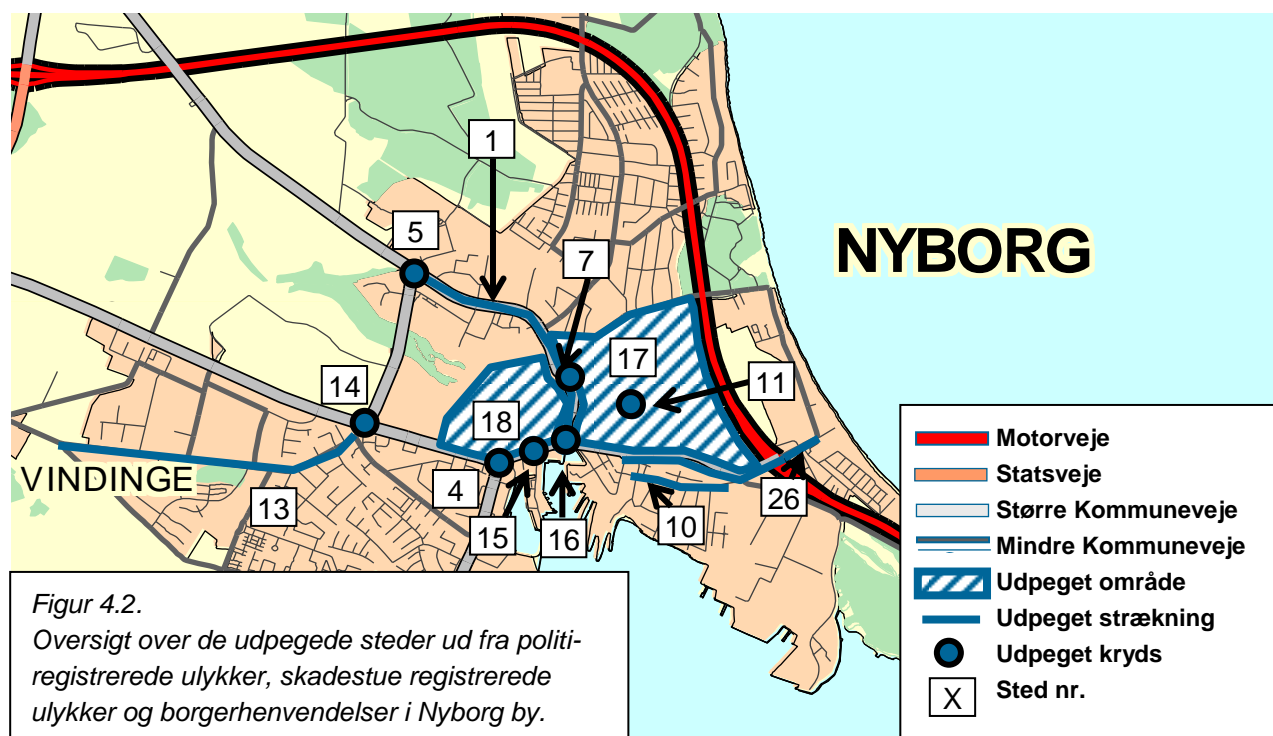 1
5
7
NYBORG
17
14
11
18
VINDINGE
4
13
15
16
10
26
Motorveje
Statsveje
Større Kommuneveje
Mindre Kommuneveje
Udpeget område
Udpeget strækning
Udpeget kryds
X Sted nr.
Figur 4.2.
Oversigt over de udpegede steder ud fra politi-
registrerede ulykker, skadestue registrerede
ulykker og borgerhenvendelser i Nyborg by.